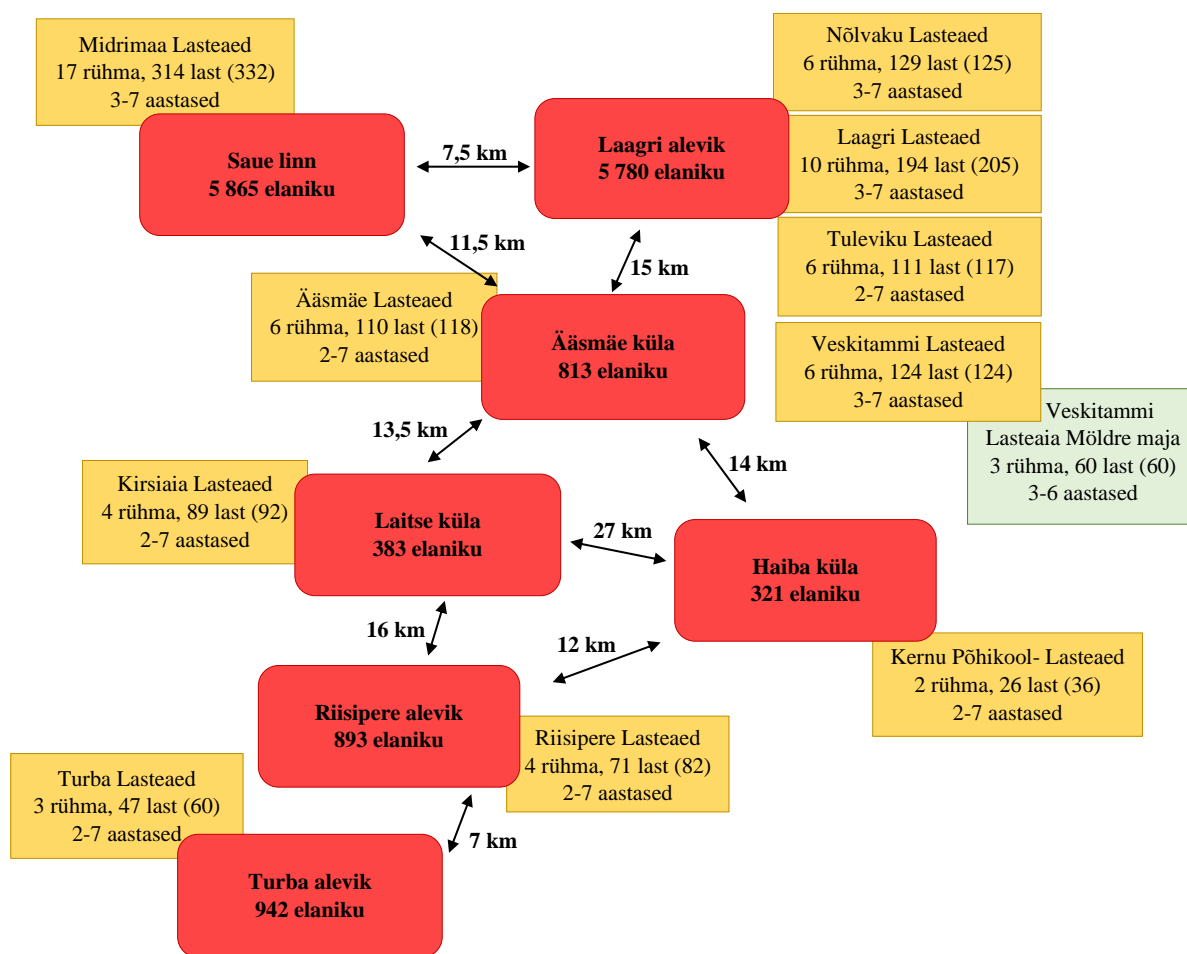 Midrimaa Lasteaed
17 rühma, 314 last (332)
3-7 aastased
Nõlvaku Lasteaed
6 rühma, 129 last (125)
3-7 aastased
Saue linn
5 865 elaniku
7,5 km
Laagri alevik
5 780 elaniku
Laagri Lasteaed
10 rühma, 194 last (205)
3-7 aastased
11,5 km
15 km
Tuleviku Lasteaed
6 rühma, 111 last (117)
2-7 aastased
Ääsmäe Lasteaed
6 rühma, 110 last (118)
2-7 aastased
Ääsmäe küla
813 elaniku
Veskitammi Lasteaed
6 rühma, 124 last (124)
3-7 aastased
Veskitammi
Lasteaia Möldre maja
3 rühma, 60 last (60)
3-6 aastased
13,5 km
14 km
Kirsiaia Lasteaed
4 rühma, 89 last (92)
2-7 aastased
Laitse küla
383 elaniku
27 km
Haiba küla
321 elaniku
16 km
12 km
Kernu Põhikool- Lasteaed
2 rühma, 26 last (36)
2-7 aastased
Riisipere alevik
893 elaniku
Riisipere Lasteaed
4 rühma, 71 last (82)
2-7 aastased
Turba Lasteaed
3 rühma, 47 last (60)
2-7 aastased
7 km
Turba alevik
942 elaniku